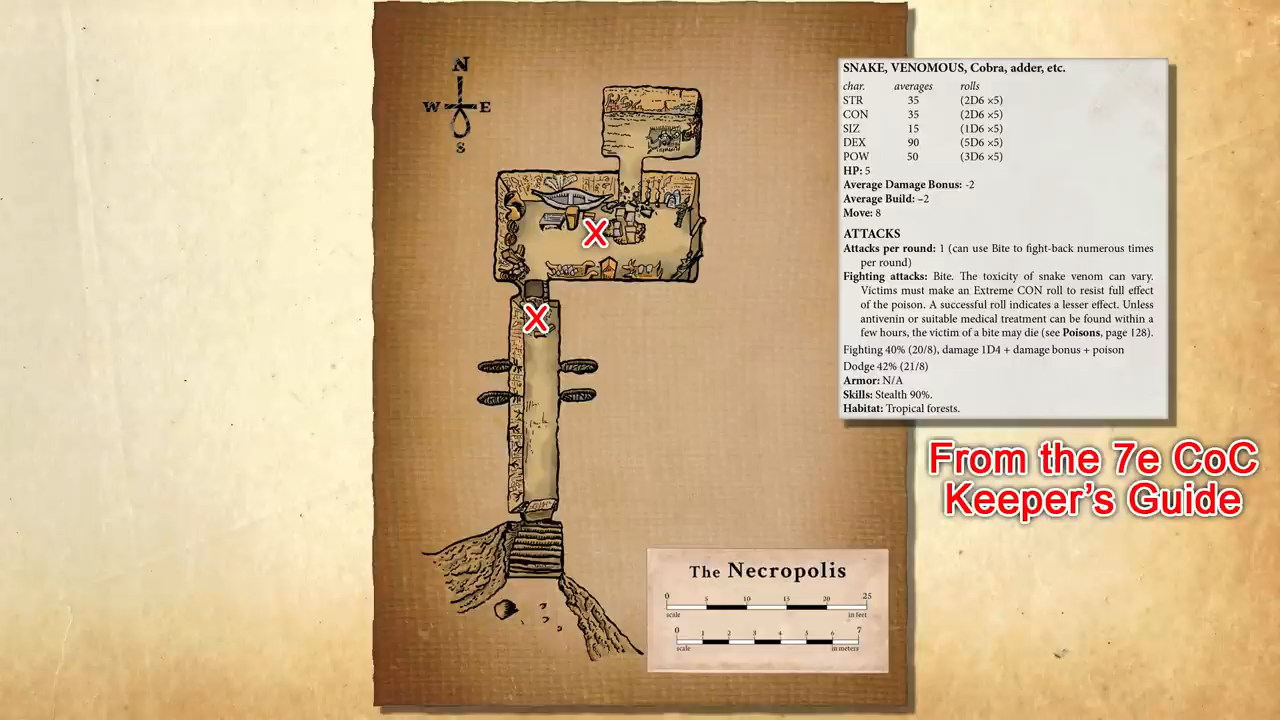 N
W E
S
The Necropolis
0 5 10 15 20 25
scale in feet
0 1 2 3 4 5 6 7
scale in meters
X
X
SNAKE, VENOMOUS, Cobra, adder, etc.
char. averages rolls
STR 35 (2D6 ×5)
CON 35 (2D6 ×5)
SIZ 15 (1D6 ×5)
DEX 90 (5D6 ×5)
POW 50 (3D6 ×5)
HP: 5
Average Damage Bonus: -2
Average Build: –2
Move: 8
ATTACKS
Attacks per round: 1 (can use Bite to fight-back numerous times
per round)
Fighting attacks: Bite. The toxicity of snake venom can vary.
Victims must make an Extreme CON roll to resist full effect
of the poison. A successful roll indicates a lesser effect. Unless
antivenin or suitable medical treatment can be found within a
few hours, the victim of a bite may die (see Poisons, page 128).
Fighting 40% (20/8), damage 1D4 + damage bonus + poison
Dodge 42% (21/8)
Armor: N/A
Skills: Stealth 90%.
Habitat: Tropical forests.
From the 7e CoC
Keeper's Guide